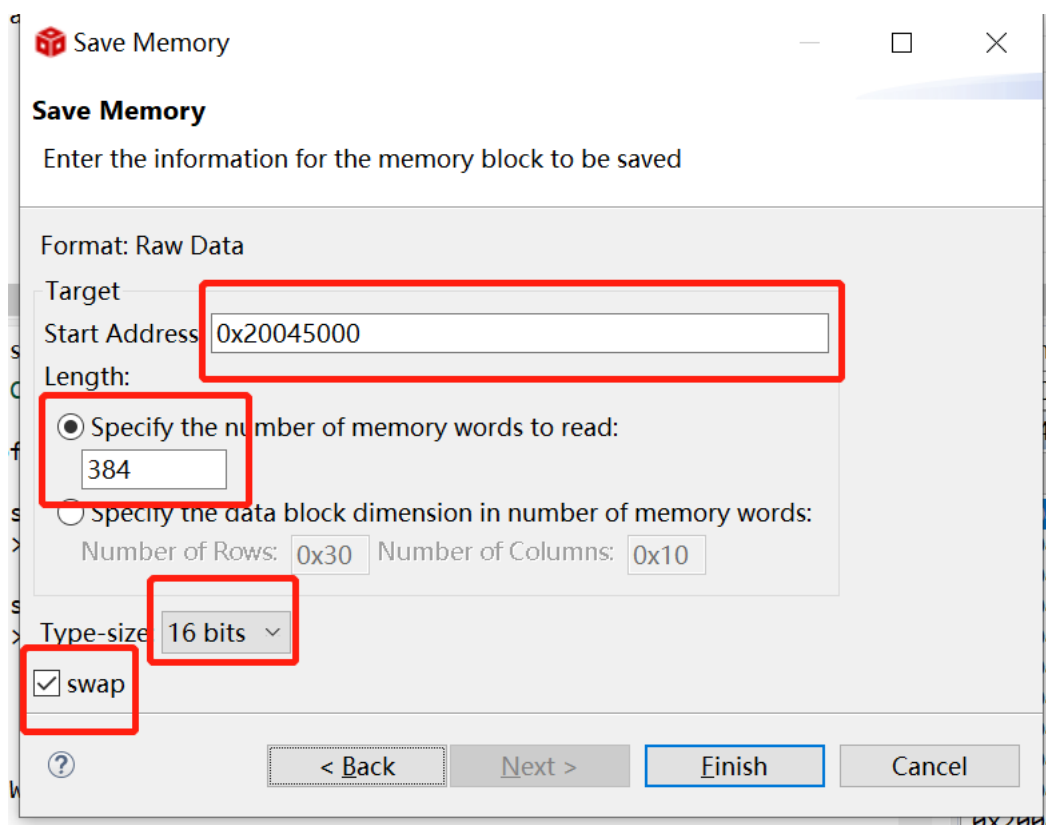 Save Memory
Save Memory
Enter the information for the memory block to be saved
Format: Raw Data
Target
Start Address 0x20045000
Length:
Specify the number of memory words to read:
384
Specify the data block dimension in number of memory words:
Number of Rows: 0x30 Number of Columns: 0x10
Type-size 16 bits
swap
< Back Next > Finish Cancel